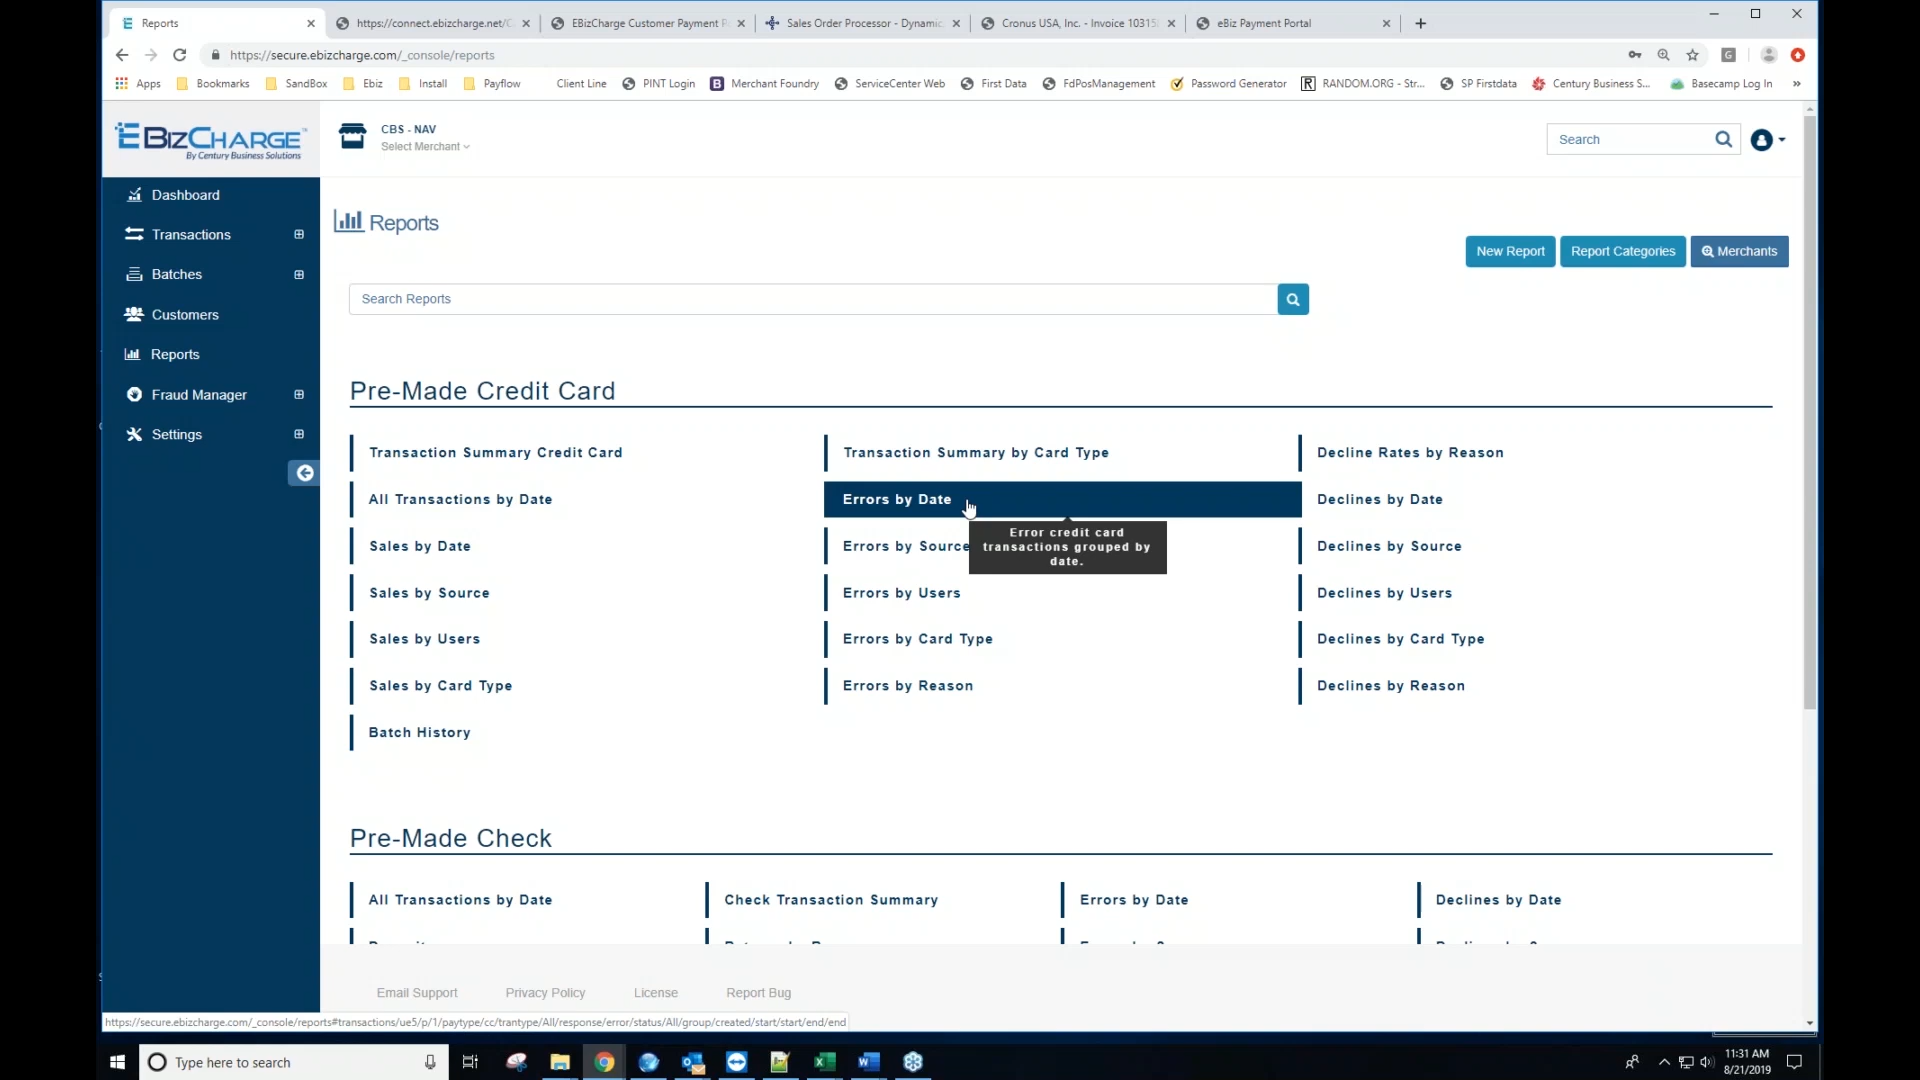 Reports
https://connect.ebizcharge.net/C
EBizCharge Customer Payment P
Sales Order Processor - Dynamic
Cronus USA, Inc. - Invoice 10315
eBiz Payment Portal
https://secure.ebizcharge.com/_console/reports
Apps
Bookmarks
SandBox
Ebiz
Install
Payflow
Client Line
PINT Login
Merchant Foundry
ServiceCenter Web
First Data
FdPosManagement
Password Generator
RANDOM.ORG - Str...
SP Firstdata
Century Business S...
Basecamp Log In
EBIZCHARGE
By Century Business Solutions
CBS - NAV
Select Merchant
Search
Dashboard
Transactions
Batches
Customers
Reports
Fraud Manager
Settings
Reports
New Report
Report Categories
Merchants
Search Reports
Pre-Made Credit Card
Transaction Summary Credit Card
Transaction Summary by Card Type
Decline Rates by Reason
All Transactions by Date
Errors by Date
Declines by Date
Error credit card
transactions grouped by
date.
Sales by Date
Errors by Source
Declines by Source
Sales by Source
Errors by Users
Declines by Users
Sales by Users
Errors by Card Type
Declines by Card Type
Sales by Card Type
Errors by Reason
Declines by Reason
Batch History
Pre-Made Check
All Transactions by Date
Check Transaction Summary
Errors by Date
Declines by Date
Email Support
Privacy Policy
License
Report Bug
https://secure.ebizcharge.com/_console/reports#transactions/ue5/p/1/paytype/cc/trantype/All/response/error/status/All/group/created/start/start/end/end
Type here to search
11:31 AM
8/21/2019